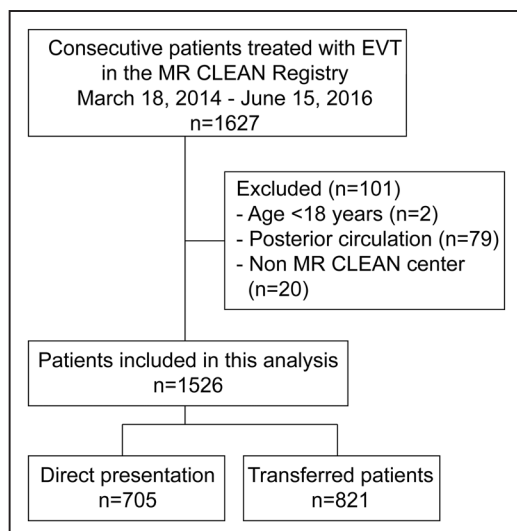 Consecutive patients treated with EVT
in the MR CLEAN Registry
March 18, 2014 - June 15, 2016
n=1627
Excluded (n=101)
- Age <18 years (n=2)
- Posterior circulation (n=79)
- Non MR CLEAN center
(n=20)
Patients included in this analysis
n=1526
Direct presentation
n=705
Transferred patients
n=821